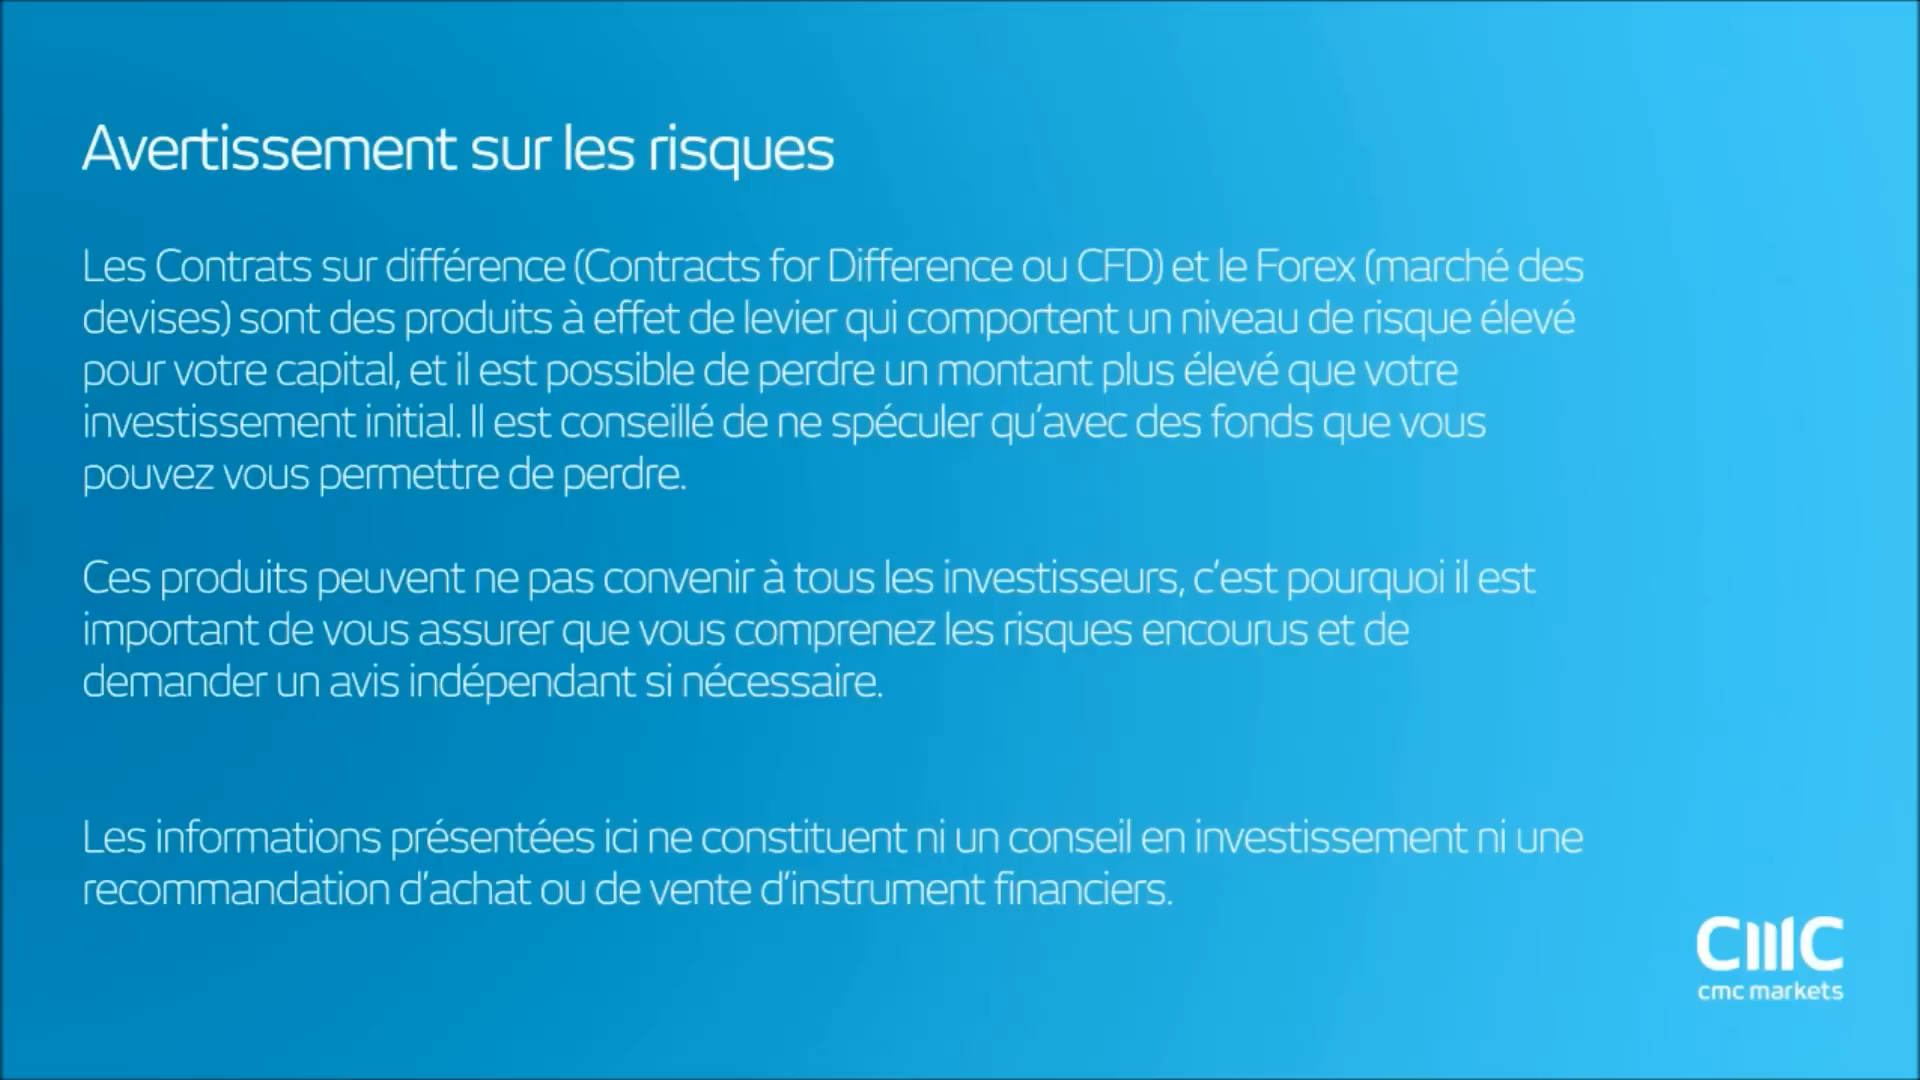 Avertissement sur les risques
Les Contrats sur différence (Contracts for Difference ou CFD) et le Forex (marché des
devises) sont des produits à effet de levier qui comportent un niveau de risque élevé
pour votre capital, et il est possible de perdre un montant plus élevé que votre
investissement initial. Il est conseillé de ne spéculer qu'avec des fonds que vous
pouvez vous permettre de perdre.
Ces produits peuvent ne pas convenir à tous les investisseurs, c'est pourquoi il est
important de vous assurer que vous comprenez les risques encourus et de
demander un avis indépendant si nécessaire.
Les informations présentées ici ne constituent ni un conseil en investissement ni une
recommandation d'achat ou de vente d'instrument financiers.
CMC
cmc markets